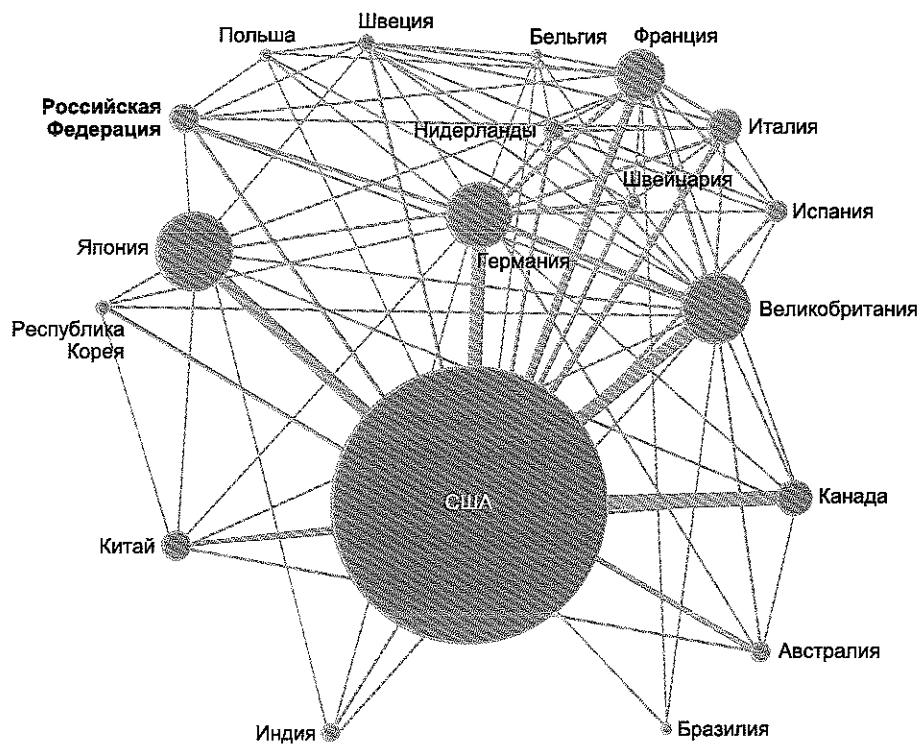 Швеция
Польша
Бельгия
Франция
Российская
Федерация
Нидерланды
Италия
Швейцария
Испания
Япония
Германия
Великобритания
Республика
Корея
США
Канада
Китай
Австралия
Индия
Бразилия